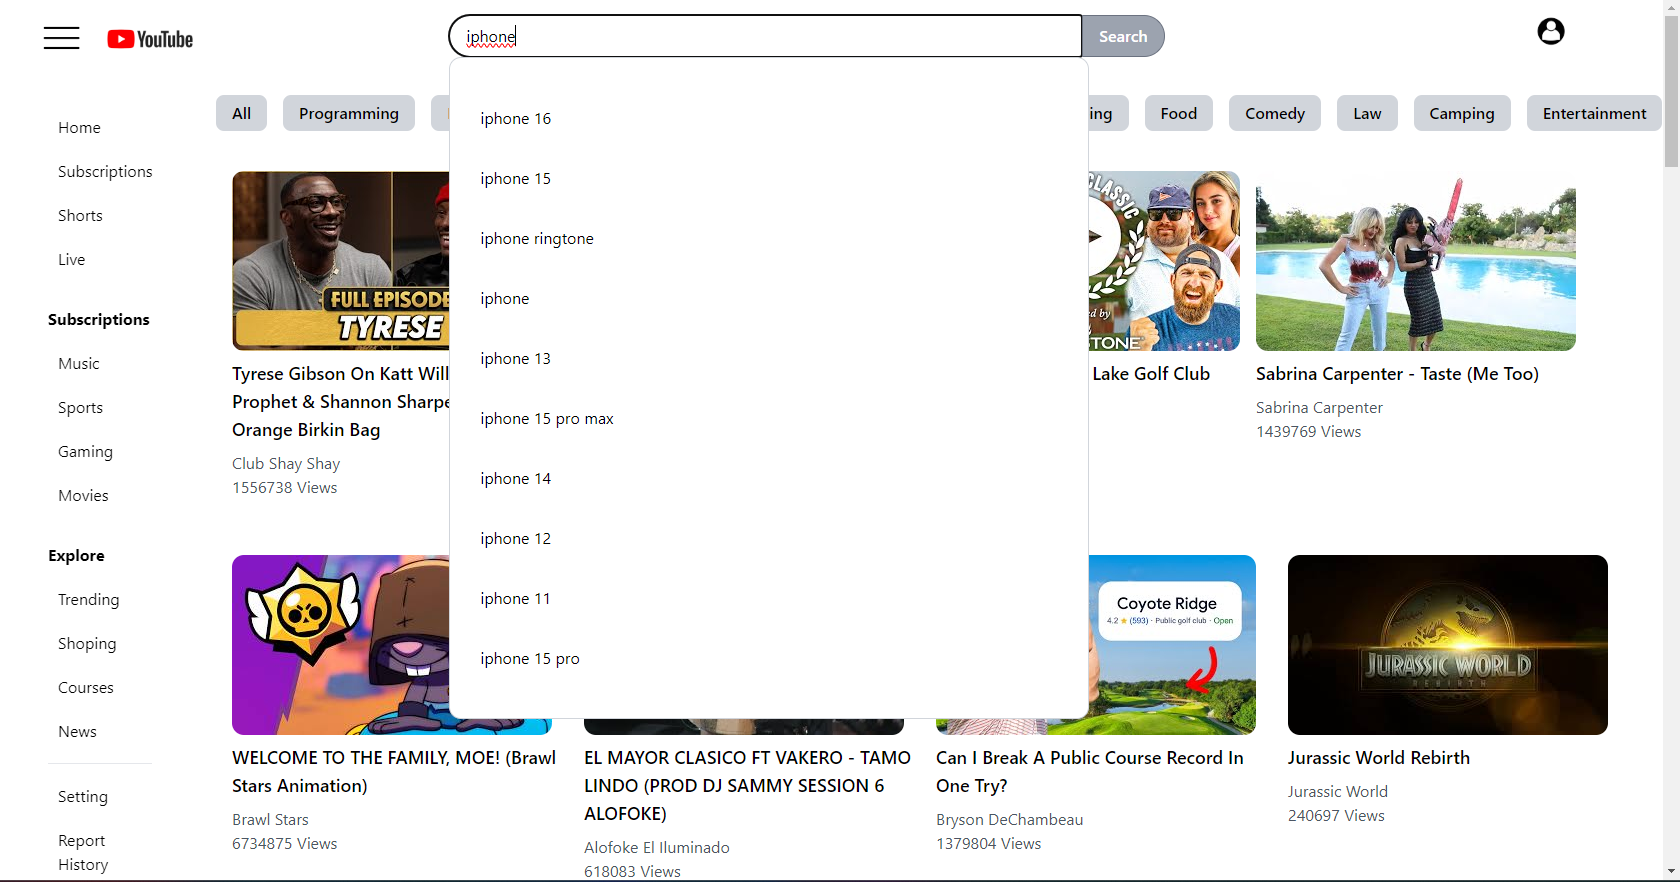 YouTube
iphone
Search
All
Programming
ing
Food
Comedy
Law
Camping
Entertainment
Home
Subscriptions
Shorts
Live
Subscriptions
Music
Sports
Gaming
Movies
Explore
Trending
Shoping
Courses
News
Setting
Report
History
iphone 16
iphone 15
iphone ringtone
iphone
iphone 13
iphone 15 pro max
iphone 14
iphone 12
iphone 11
iphone 15 pro
FULL EPISODE
TYRESE
Tyrese Gibson On Katt Will
Prophet & Shannon Sharpe
Orange Birkin Bag
Club Shay Shay
1556738 Views
CLASSIC
ed by
STONE
Lake Golf Club
Sabrina Carpenter - Taste (Me Too)
Sabrina Carpenter
1439769 Views
WELCOME TO THE FAMILY, MOE! (Brawl
Stars Animation)
Brawl Stars
6734875 Views
EL MAYOR CLASICO FT VAKERO - TAMO
LINDO (PROD DJ SAMMY SESSION 6
ALOFOKE)
Alofoke El Iluminado
618083 Views
Coyote Ridge
4.2 ★ (593) · Public golf club · Open
Can I Break A Public Course Record In
One Try?
Bryson DeChambeau
1379804 Views
JURASSIC WORLD
REBIRTH
Jurassic World Rebirth
Jurassic World
240697 Views